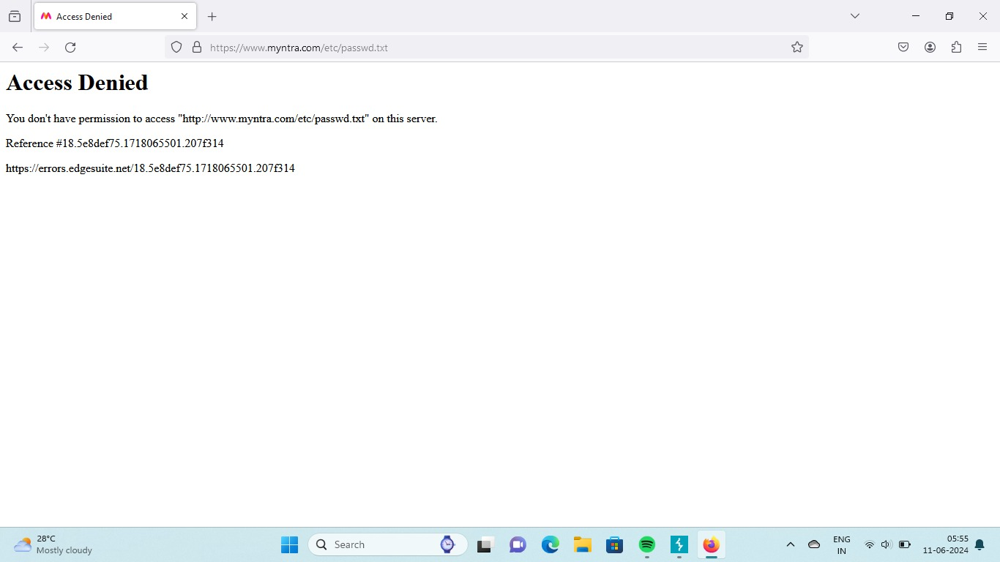 Access Denied
https://www.myntra.com/etc/passwd.txt
Access Denied
You don't have permission to access "http://www.myntra.com/etc/passwd.txt" on this server.
Reference #18.5e8def75.1718065501.207f314
https://errors.edgesuite.net/18.5e8def75.1718065501.207f314
28°C
Mostly cloudy
Search
ENG
IN
05:55
11-06-2024